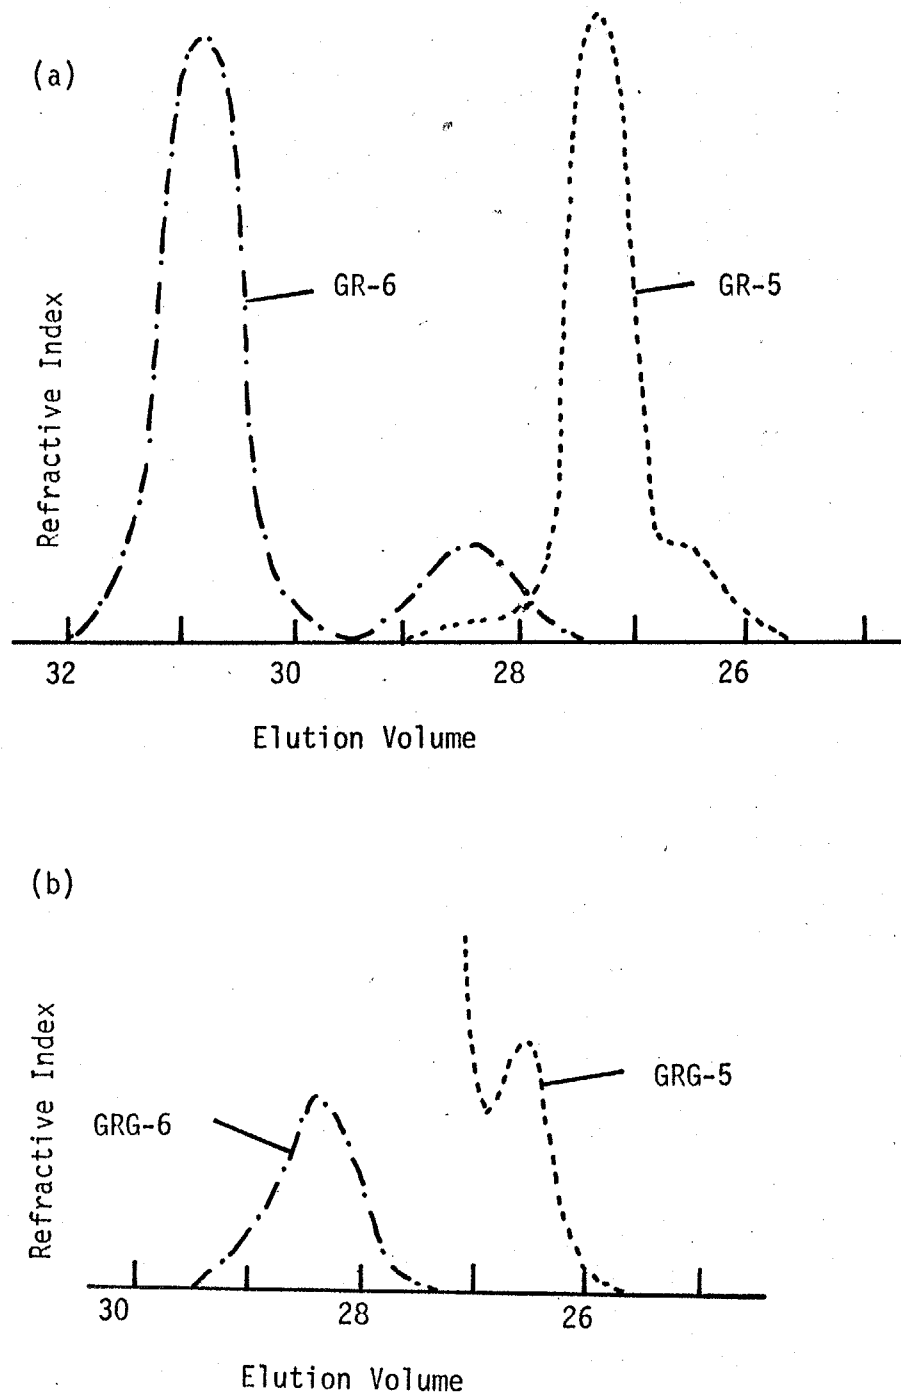 (a)
GR-6
GR-5
Refractive Index
32 30 28 26
Elution Volume
(b)
GRG-5
GRG-6
Refractive Index
30 28 26
Elution Volume